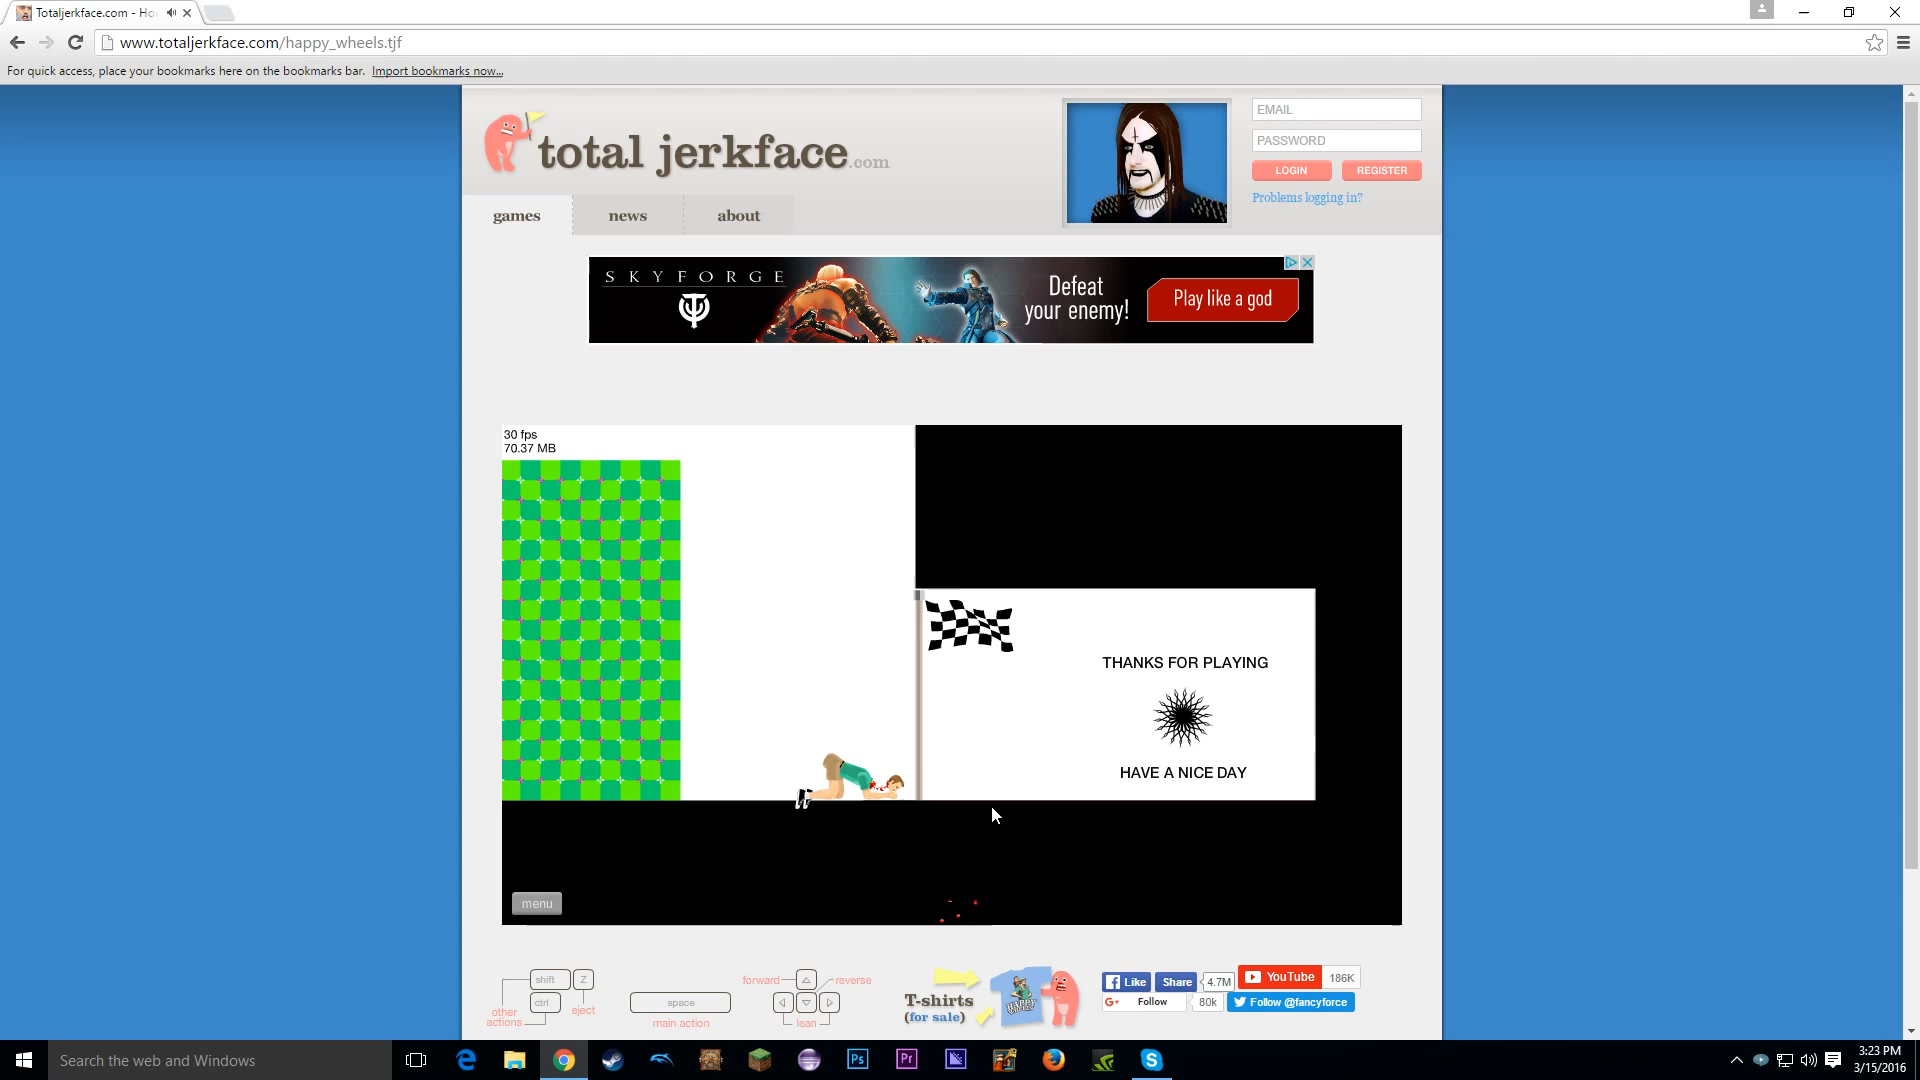 Totaljerkface.com - Ho
www.totaljerkface.com/happy_wheels.tjf
For quick access, place your bookmarks here on the bookmarks bar. Import bookmarks now...
total jerkface.com
EMAIL
PASSWORD
LOGIN REGISTER
Problems logging in?
games news about
SKYFORGE
Defeat
your enemy!
Play like a god
30 fps
70.37 MB
THANKS FOR PLAYING
HAVE A NICE DAY
menu
shift Z
ctrl
other
actions
eject
space
main action
forward reverse
lean
T-shirts
(for sale)
HAPPY
WHEELS
Like Share 4.7M
YouTube 186K
G+ Follow 80k
Follow @fancyforce
Search the web and Windows
Ps
Pr
3:23 PM
3/15/2016